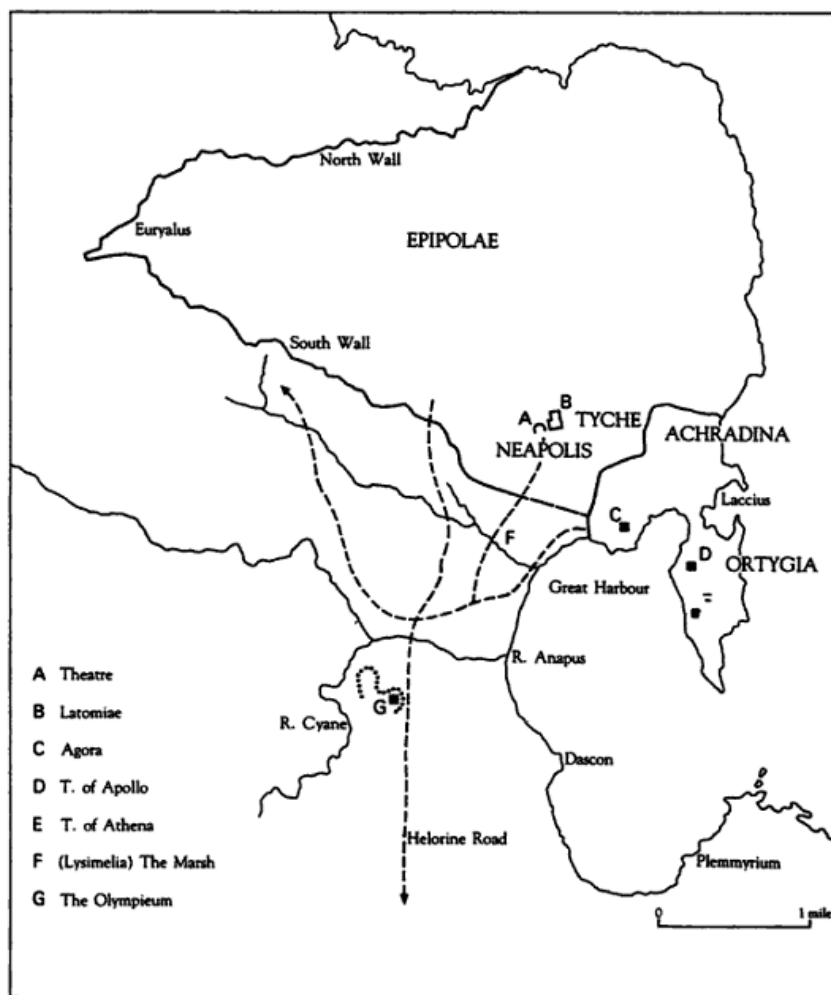 North Wall
Euryalus
EPIPOLAE
South Wall
A
B
TYCHE
ACHRADINA
NEAPOLIS
Laccius
C
F
D
ORTYGIA
Great Harbour
R. Anapus
A Theatre
G
B Latomiae
R. Cyane
C Agora
Dascon
D T. of Apollo
E T. of Athena
Helorine Road
F (Lysimelia) The Marsh
Plemmyrium
G The Olympieum
0 1 mile